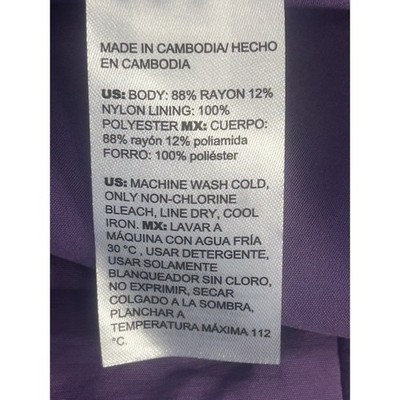 MADE IN CAMBODIA/ HECHO
EN CAMBODIA
US: BODY: 88% RAYON 12%
NYLON LINING: 100%
POLYESTER MX: CUERPO:
88% rayón 12% poliamida
FORRO: 100% poliéster
US: MACHINE WASH COLD,
ONLY NON-CHLORINE
BLEACH, LINE DRY, COOL
IRON. MX: LAVAR A
MÁQUINA CON AGUA FRÍA
30 °C , USAR DETERGENTE,
USAR SOLAMENTE
BLANQUEADOR SIN CLORO,
NO EXPRIMIR, SECAR
COLGADO A LA SOMBRA,
PLANCHAR A
TEMPERATURA MÁXIMA 112
°C.